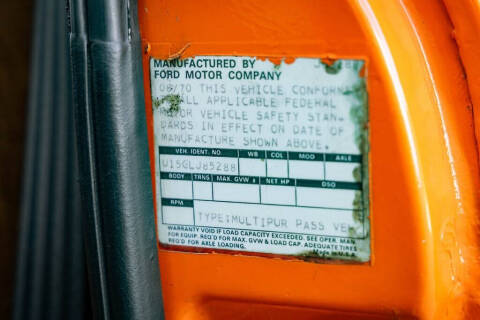 MANUFACTURED BY
FORD MOTOR COMPANY
08/70 THIS VEHICLE CONFORMS
ALL APPLICABLE FEDERAL
MOTOR VEHICLE SAFETY STAN-
DARDS IN EFFECT ON DATE OF
MANUFACTURE SHOWN ABOVE.
VEH. IDENT. NO. WB COL MOD AXLE
U15GLJ85288
BODY TRNS MAX. GVW # NET HP DSO
RPM
TYPE:MULTIPUR PASS VEH
WARRANTY VOID IF LOAD CAPACITY EXCEEDED. SEE OPER. MAN.
FOR EQUIP. REQ'D FOR MAX. GVW & LOAD CAP. ADEQUATE TIRES
REQ'D FOR AXLE LOADING. Made in U.S.A.